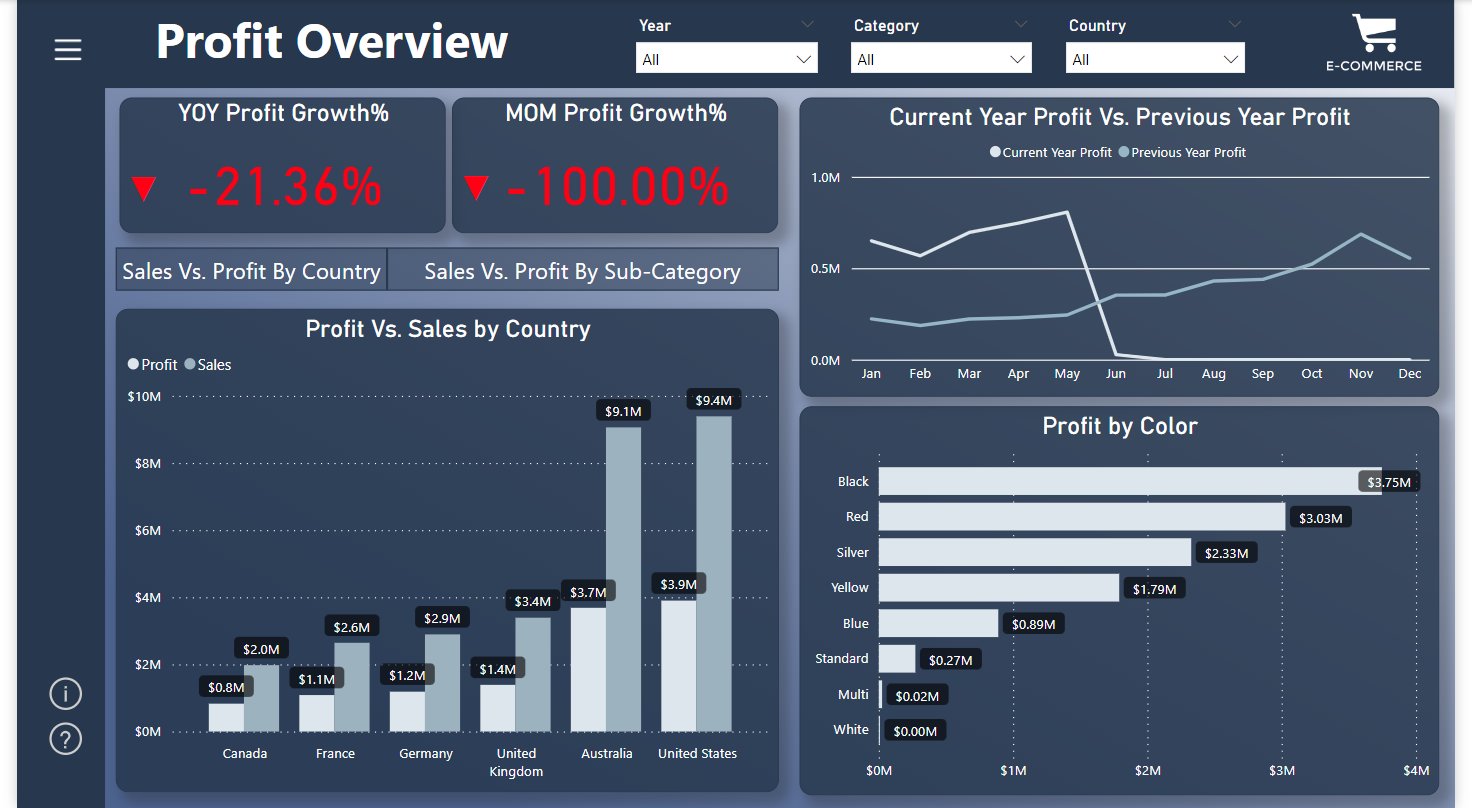 Profit Overview
Year
All
Category
All
Country
All
E-COMMERCE
YOY Profit Growth%
-21.36%
MOM Profit Growth%
-100.00%
Sales Vs. Profit By Country
Sales Vs. Profit By Sub-Category
Profit Vs. Sales by Country
Profit Sales
$10M
$8M
$6M
$4M
$2M
$0M
$0.8M
$2.0M
$1.1M
$2.6M
$1.2M
$2.9M
$1.4M
$3.4M
$3.7M
$9.1M
$3.9M
$9.4M
Canada
France
Germany
United
Kingdom
Australia
United States
Current Year Profit Vs. Previous Year Profit
Current Year Profit Previous Year Profit
1.0M
0.5M
0.0M
Jan Feb Mar Apr May Jun Jul Aug Sep Oct Nov Dec
Profit by Color
Black $3.75M
Red $3.03M
Silver $2.33M
Yellow $1.79M
Blue $0.89M
Standard $0.27M
Multi $0.02M
White $0.00M
$0M $1M $2M $3M $4M
i
?